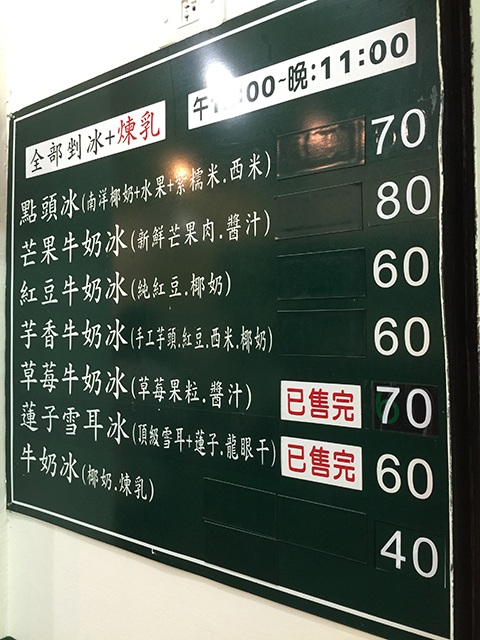 全部剉冰+煉乳
午1:00~晚:11:00
點頭冰(南洋椰奶+水果+紫糯米.西米) 70
芒果牛奶冰(新鮮芒果肉.醬汁) 80
紅豆牛奶冰(純紅豆.椰奶) 60
芋香牛奶冰(手工芋頭.紅豆.西米.椰奶) 60
草莓牛奶冰(草莓果粒.醬汁) 已售完 70
蓮子雪耳冰(頂級雪耳+蓮子.龍眼干) 已售完 60
牛奶冰(椰奶.煉乳) 40